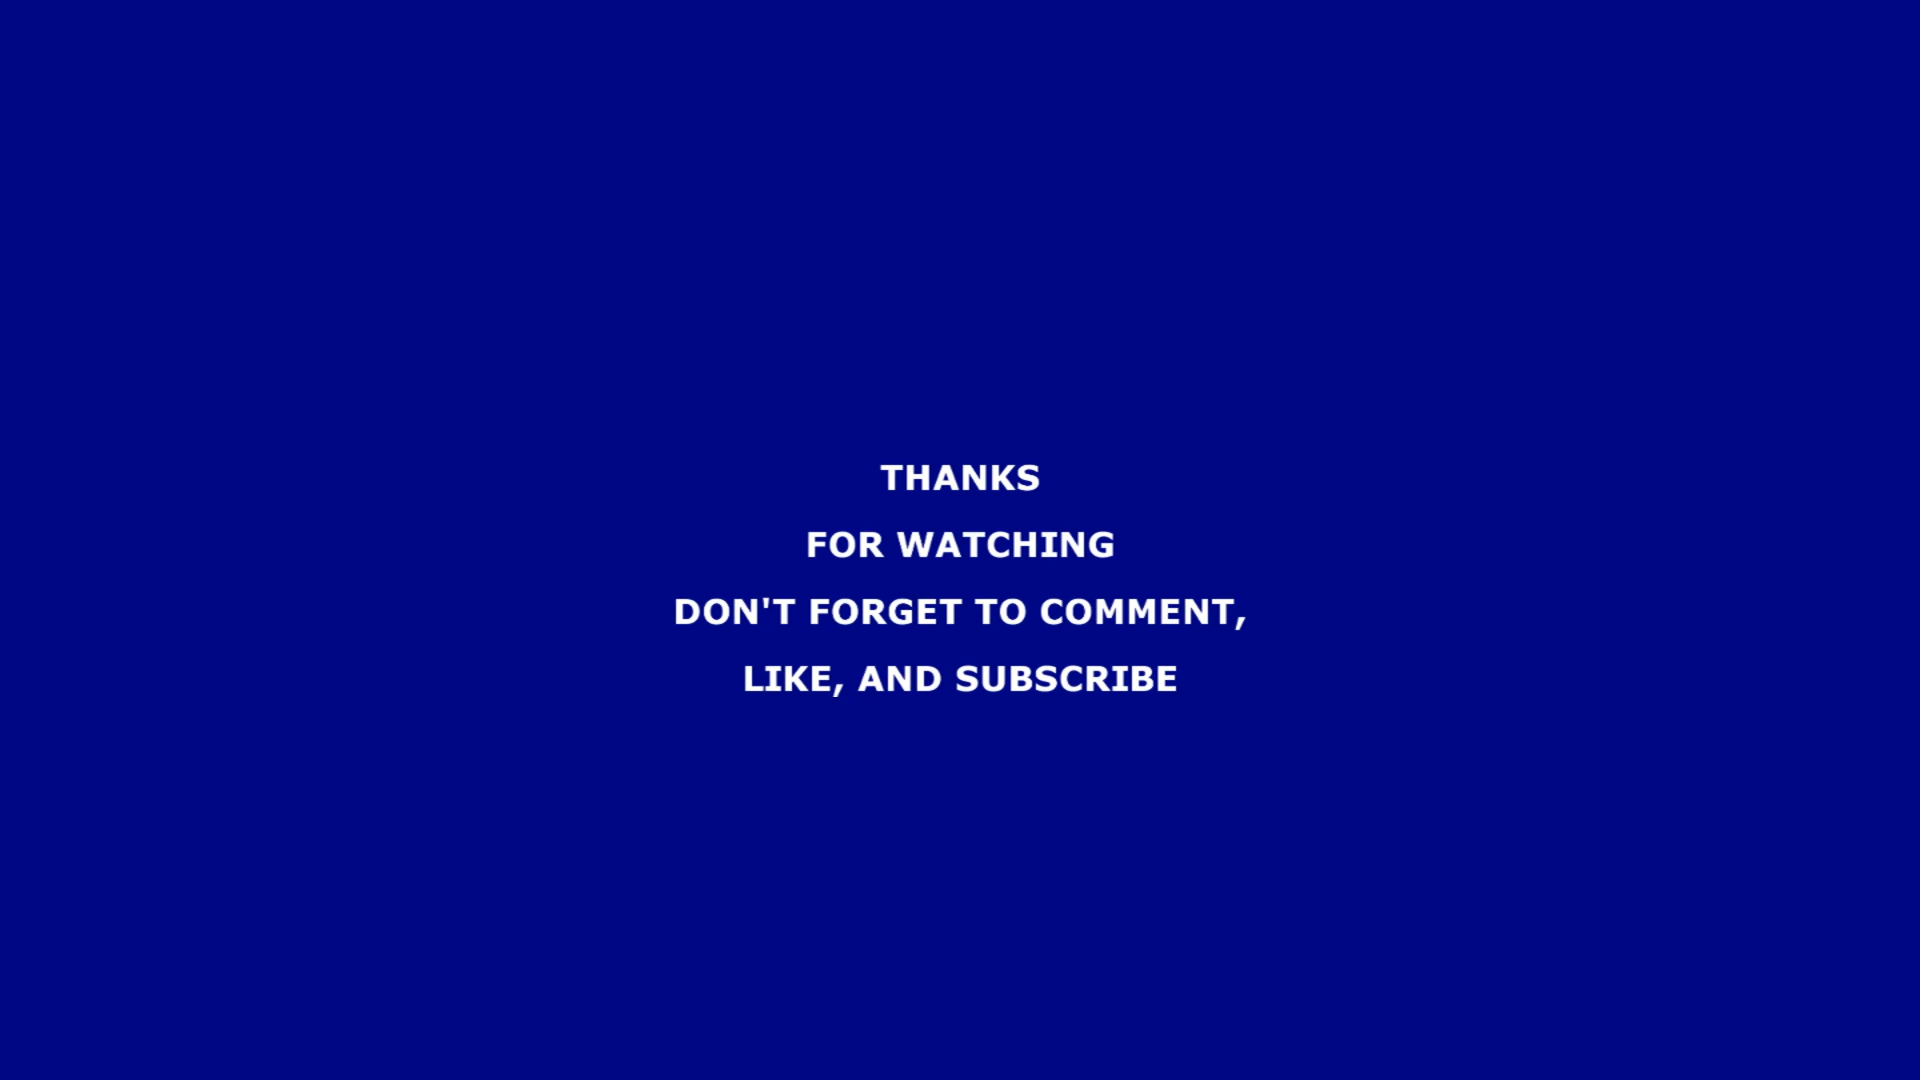 THANKS
FOR WATCHING
DON'T FORGET TO COMMENT,
LIKE, AND SUBSCRIBE